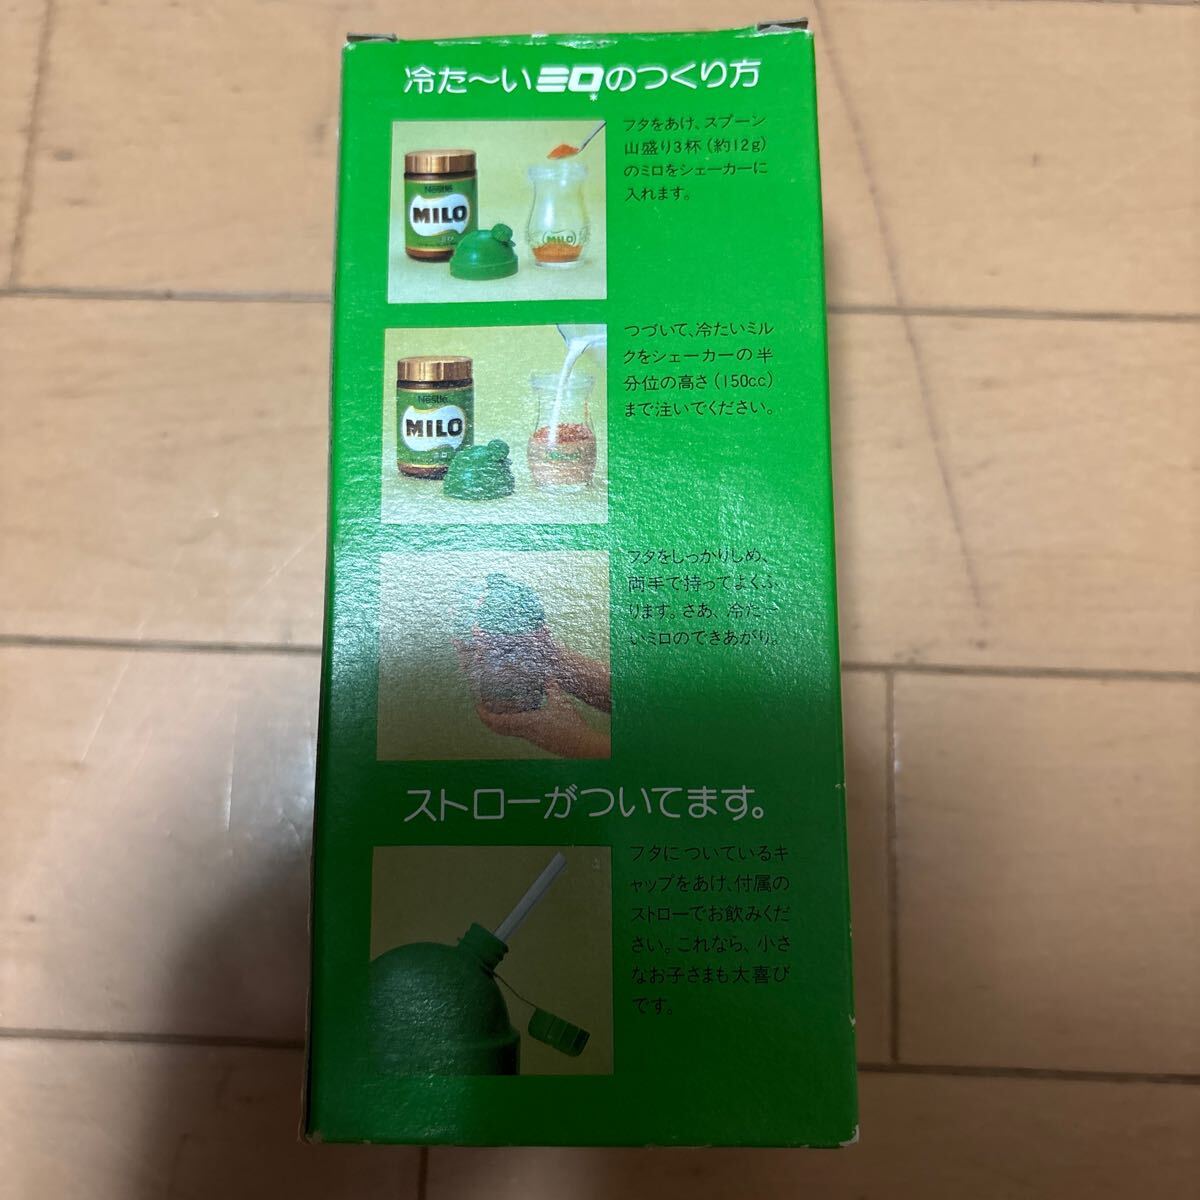 冷た〜いミロ*のつくり方
フタをあけ、スプーン
山盛り3杯(約12g)
のミロをシェーカーに
入れます。
Nestlé
MILO
ミロ
MILO
つづいて、冷たいミル
クをシェーカーの半
分位の高さ(150c.c)
まで注いでください。
Nestlé
MILO
フタをしっかりしめ、
両手で持ってよくふ
ります。さあ、冷た〜
いミロのできあがり。
ストローがついてます。
フタについているキ
ャップをあけ、付属の
ストローでお飲みくだ
さい。これなら、小さ
なお子さまも大喜び
です。